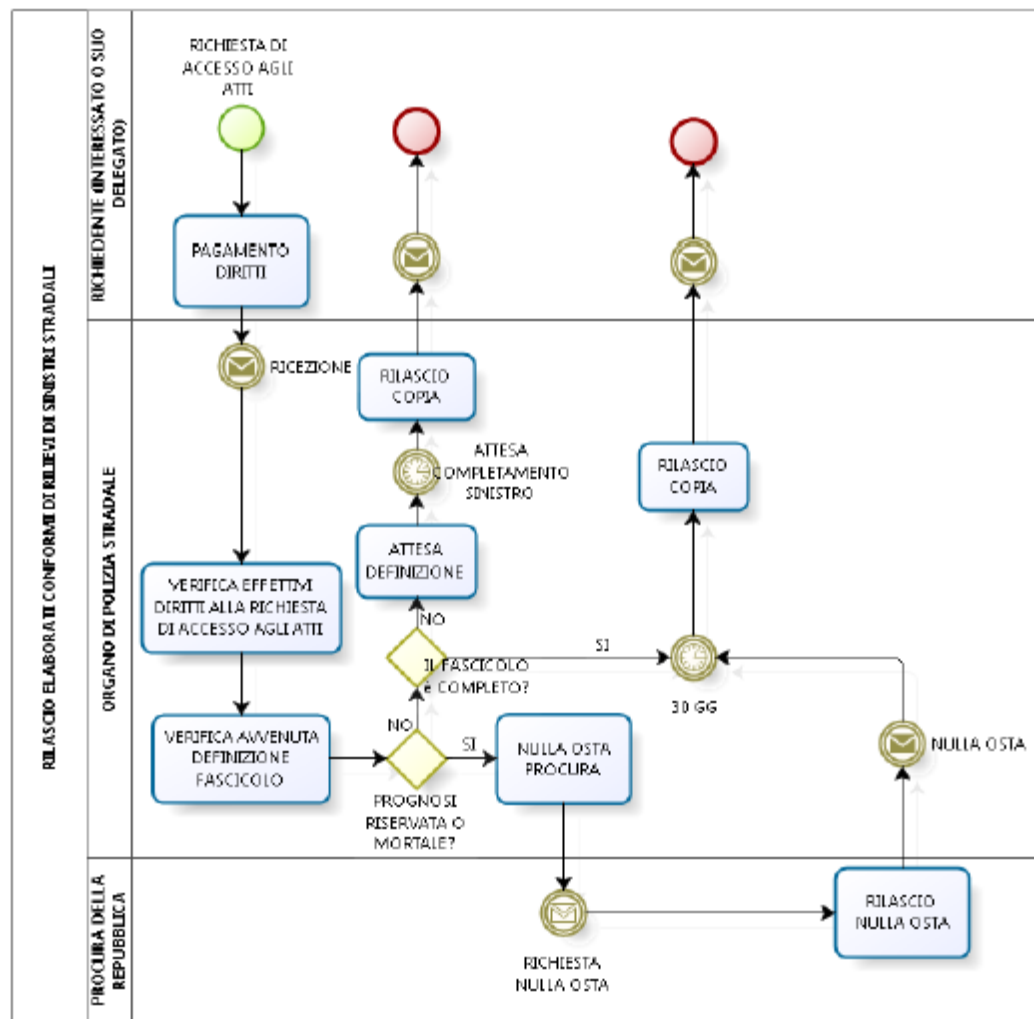 RILASCIO ELABORATI CONFORMI DI RILIEVI DI SINISTRI STRADALI
RICHIEDENTE (INTERESSATO O SUO
DELEGATO)
RICHIESTA DI
ACCESSO AGLI
ATTI
PAGAMENTO
DIRITTI
ORGANO DI POLIZIA STRADALE
RICEZIONE
RILASCIO
COPIA
ATTESA
COMPLETAMENTO
SINISTRO
RILASCIO
COPIA
ATTESA
DEFINIZIONE
VERIFICA EFFETTIVI
DIRITTI ALLA RICHIESTA
DI ACCESSO AGLI ATTI
NO
SI
IL FASCICOLO
è COMPLETO?
30 GG
VERIFICA AVVENUTA
DEFINIZIONE
FASCICOLO
NO
SI
PROGNOSI
RISERVATA O
MORTALE?
NULLA OSTA
PROCURA
NULLA OSTA
PROCURA DELLA
REPUBBLICA
RICHIESTA
NULLA OSTA
RILASCIO
NULLA OSTA